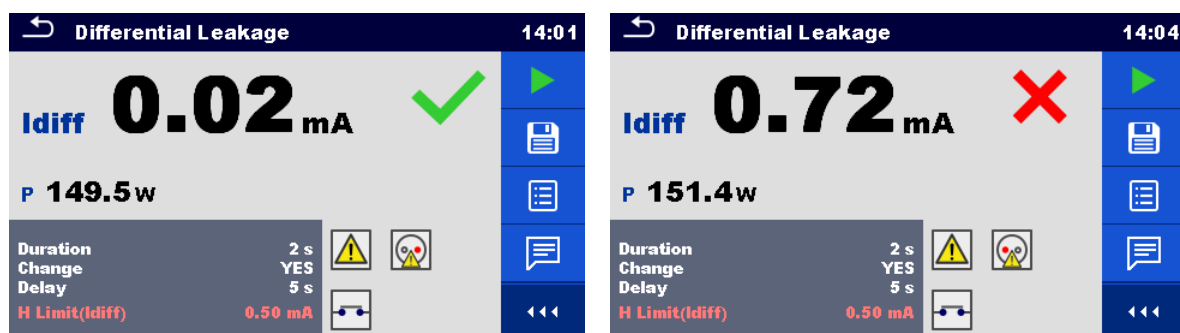 Differential Leakage 14:01
Idiff 0.02 mA
P 149.5 W
Duration 2 s
Change YES
Delay 5 s
H Limit(Idiff) 0.50 mA
Differential Leakage 14:04
Idiff 0.72 mA
P 151.4 W
Duration 2 s
Change YES
Delay 5 s
H Limit(Idiff) 0.50 mA